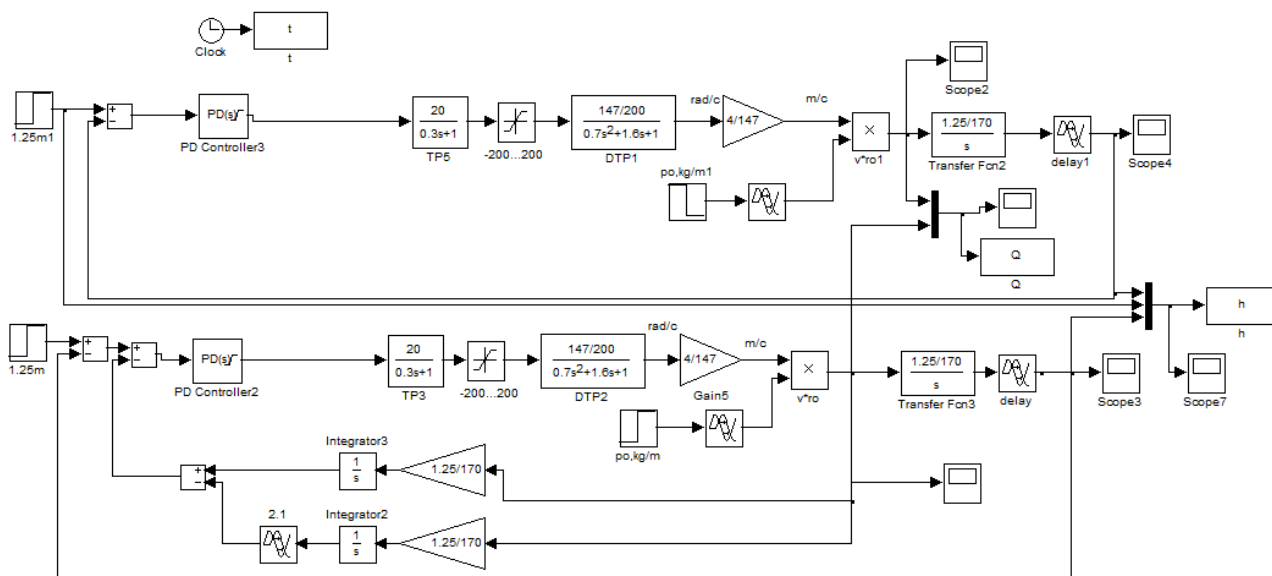 t
Clock
t
1.25m1
PD(s)
PD Controller3
20
0.3s+1
TP5
-200...200
147/200
0.7s2+1.6s+1
DTP1
rad/c
4/147
m/c
×
v*ro1
Scope2
1.25/170
s
Transfer Fcn2
delay1
Scope4
po,kg/m1
Q
Q
h
h
1.25m
PD(s)
PD Controller2
20
0.3s+1
TP3
-200...200
147/200
0.7s2+1.6s+1
DTP2
rad/c
4/147
Gain5
m/c
×
v*ro
1.25/170
s
Transfer Fcn3
delay
Scope3
Scope7
po,kg/m
Integrator3
1
s
1.25/170
2.1
Integrator2
1
s
1.25/170